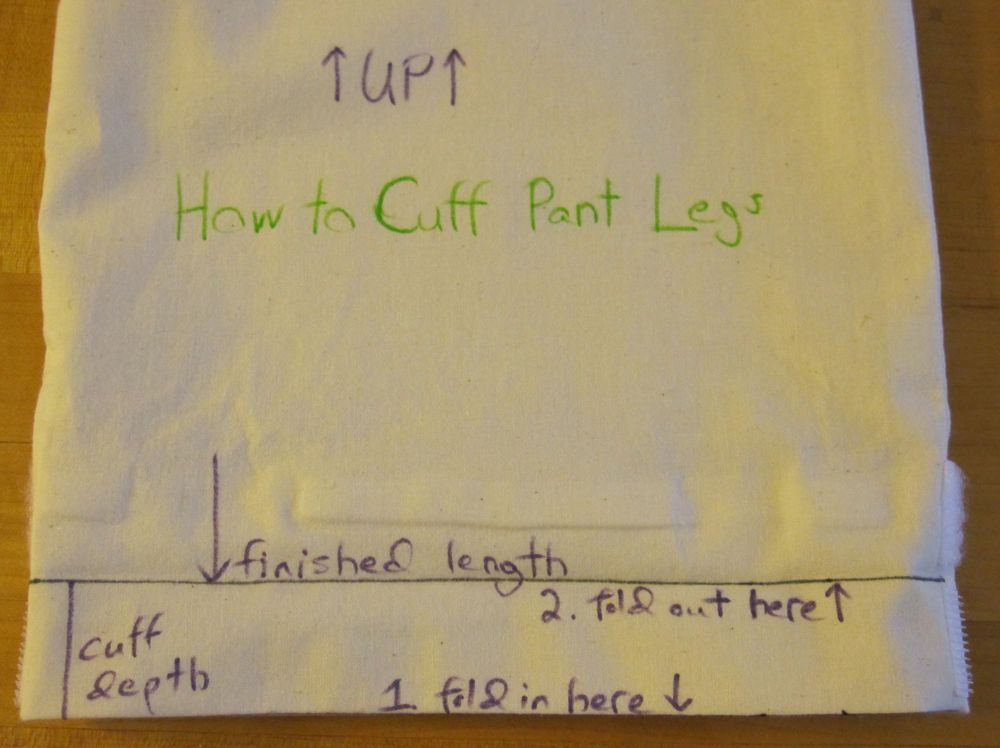 ↑UP↑
How to Cuff Pant Legs
↓finished length
2. fold out here↑
cuff
depth
1 fold in here ↓